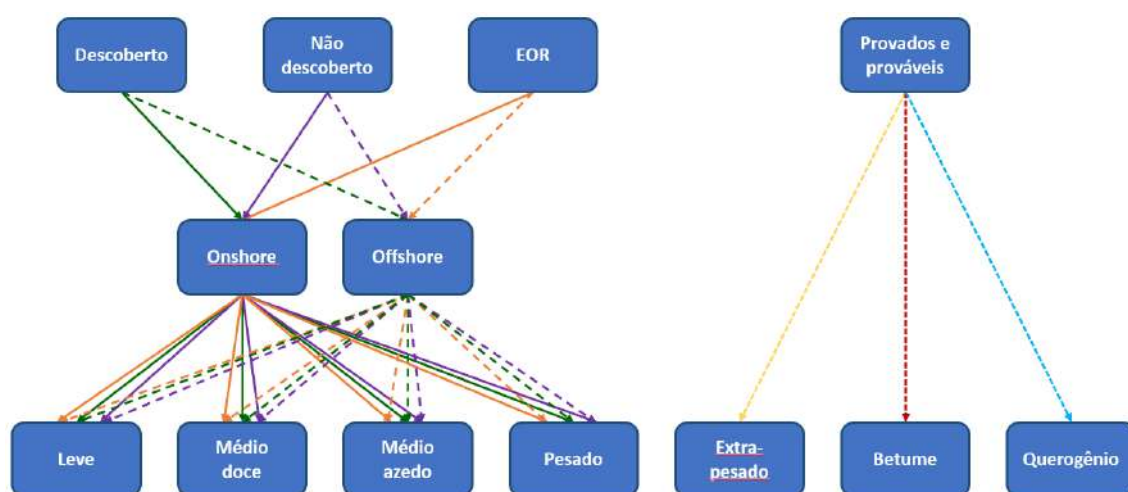 Descoberto
Não
descoberto
EOR
Provados e
prováveis
Onshore
Offshore
Leve
Médio
doce
Médio
azedo
Pesado
Extra-
pesado
Betume
Querogênio